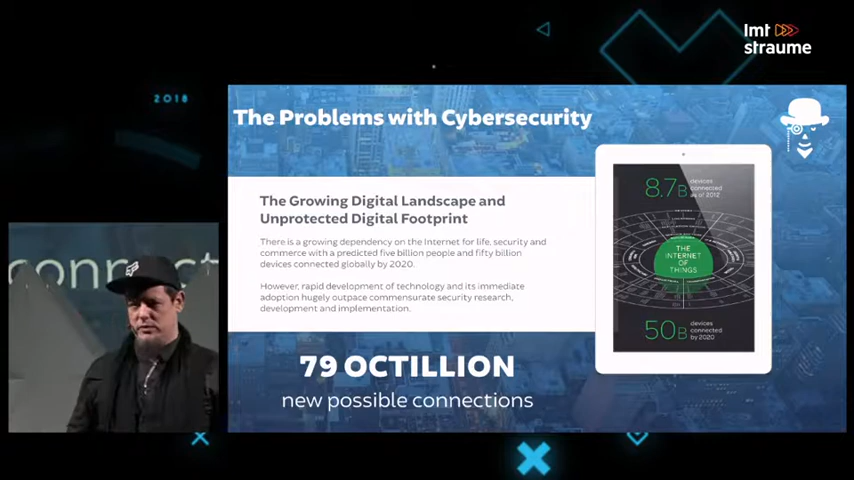 lmt
straume
2018
The Problems with Cybersecurity
The Growing Digital Landscape and
Unprotected Digital Footprint
There is a growing dependency on the Internet for life, security and
commerce with a predicted five billion people and fifty billion
devices connected globally by 2020.
However, rapid development of technology and its immediate
adoption hugely outpace commensurate security research,
development and implementation.
79 OCTILLION
new possible connections
8.7B devices
connected
as of 2012
THE
INTERNET
OF
THINGS
50B devices
connected
by 2020
connect